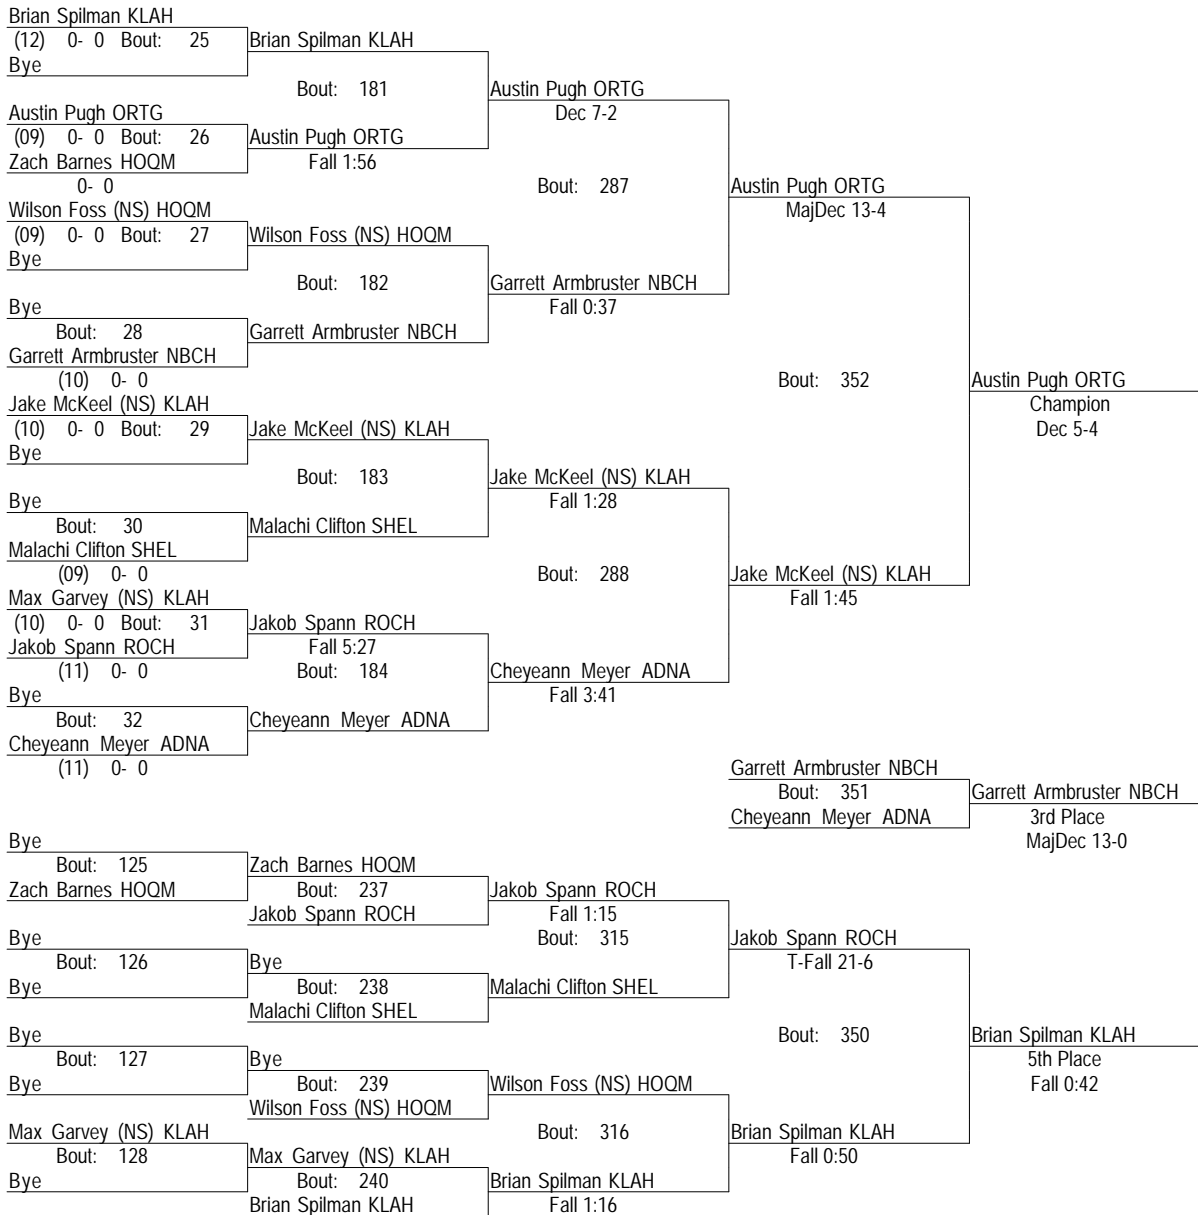 Brian Spilman KLAH
(12) 0- 0 Bout: 25 Brian Spilman KLAH
Bye
Bout: 181 Austin Pugh ORTG
Austin Pugh ORTG Dec 7-2
(09) 0- 0 Bout: 26 Austin Pugh ORTG
Zach Barnes HOQM Fall 1:56
0- 0 Bout: 287 Austin Pugh ORTG
Wilson Foss (NS) HOQM MajDec 13-4
(09) 0- 0 Bout: 27 Wilson Foss (NS) HOQM
Bye
Bout: 182 Garrett Armbruster NBCH
Bye Fall 0:37
Bout: 28 Garrett Armbruster NBCH
Garrett Armbruster NBCH
(10) 0- 0 Bout: 352 Austin Pugh ORTG
Jake McKeel (NS) KLAH Champion
(10) 0- 0 Bout: 29 Jake McKeel (NS) KLAH Dec 5-4
Bye
Bout: 183 Jake McKeel (NS) KLAH
Bye Fall 1:28
Bout: 30 Malachi Clifton SHEL
Malachi Clifton SHEL
(09) 0- 0 Bout: 288 Jake McKeel (NS) KLAH
Max Garvey (NS) KLAH Fall 1:45
(10) 0- 0 Bout: 31 Jakob Spann ROCH
Jakob Spann ROCH Fall 5:27
(11) 0- 0 Bout: 184 Cheyeann Meyer ADNA
Bye Fall 3:41
Bout: 32 Cheyeann Meyer ADNA
Cheyeann Meyer ADNA
(11) 0- 0 Garrett Armbruster NBCH
Bout: 351 Garrett Armbruster NBCH
Cheyeann Meyer ADNA 3rd Place
Bye MajDec 13-0
Bout: 125 Zach Barnes HOQM
Zach Barnes HOQM Bout: 237 Jakob Spann ROCH
Jakob Spann ROCH Fall 1:15
Bye Bout: 315 Jakob Spann ROCH
Bout: 126 Bye T-Fall 21-6
Bye Bout: 238 Malachi Clifton SHEL
Malachi Clifton SHEL
Bye Bout: 350 Brian Spilman KLAH
Bout: 127 Bye 5th Place
Bye Bout: 239 Wilson Foss (NS) HOQM Fall 0:42
Wilson Foss (NS) HOQM
Max Garvey (NS) KLAH Bout: 316 Brian Spilman KLAH
Bout: 128 Max Garvey (NS) KLAH Fall 0:50
Bye Bout: 240 Brian Spilman KLAH
Brian Spilman KLAH Fall 1:16